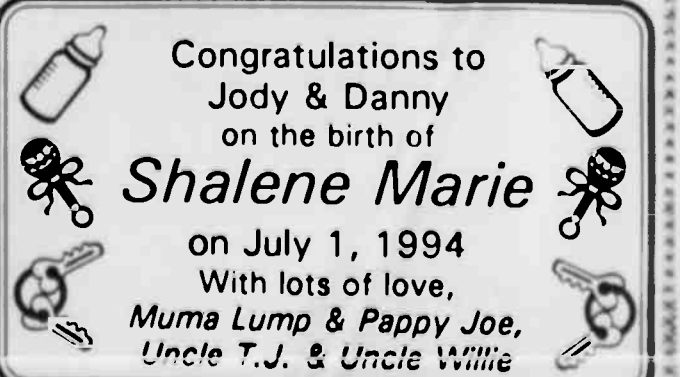 Congratulations to
Jody & Danny
on the birth of
Shalene Marie
on July 1, 1994
With lots of love,
Muma Lump & Pappy Joe,
Uncle T.J. & Uncle Willie